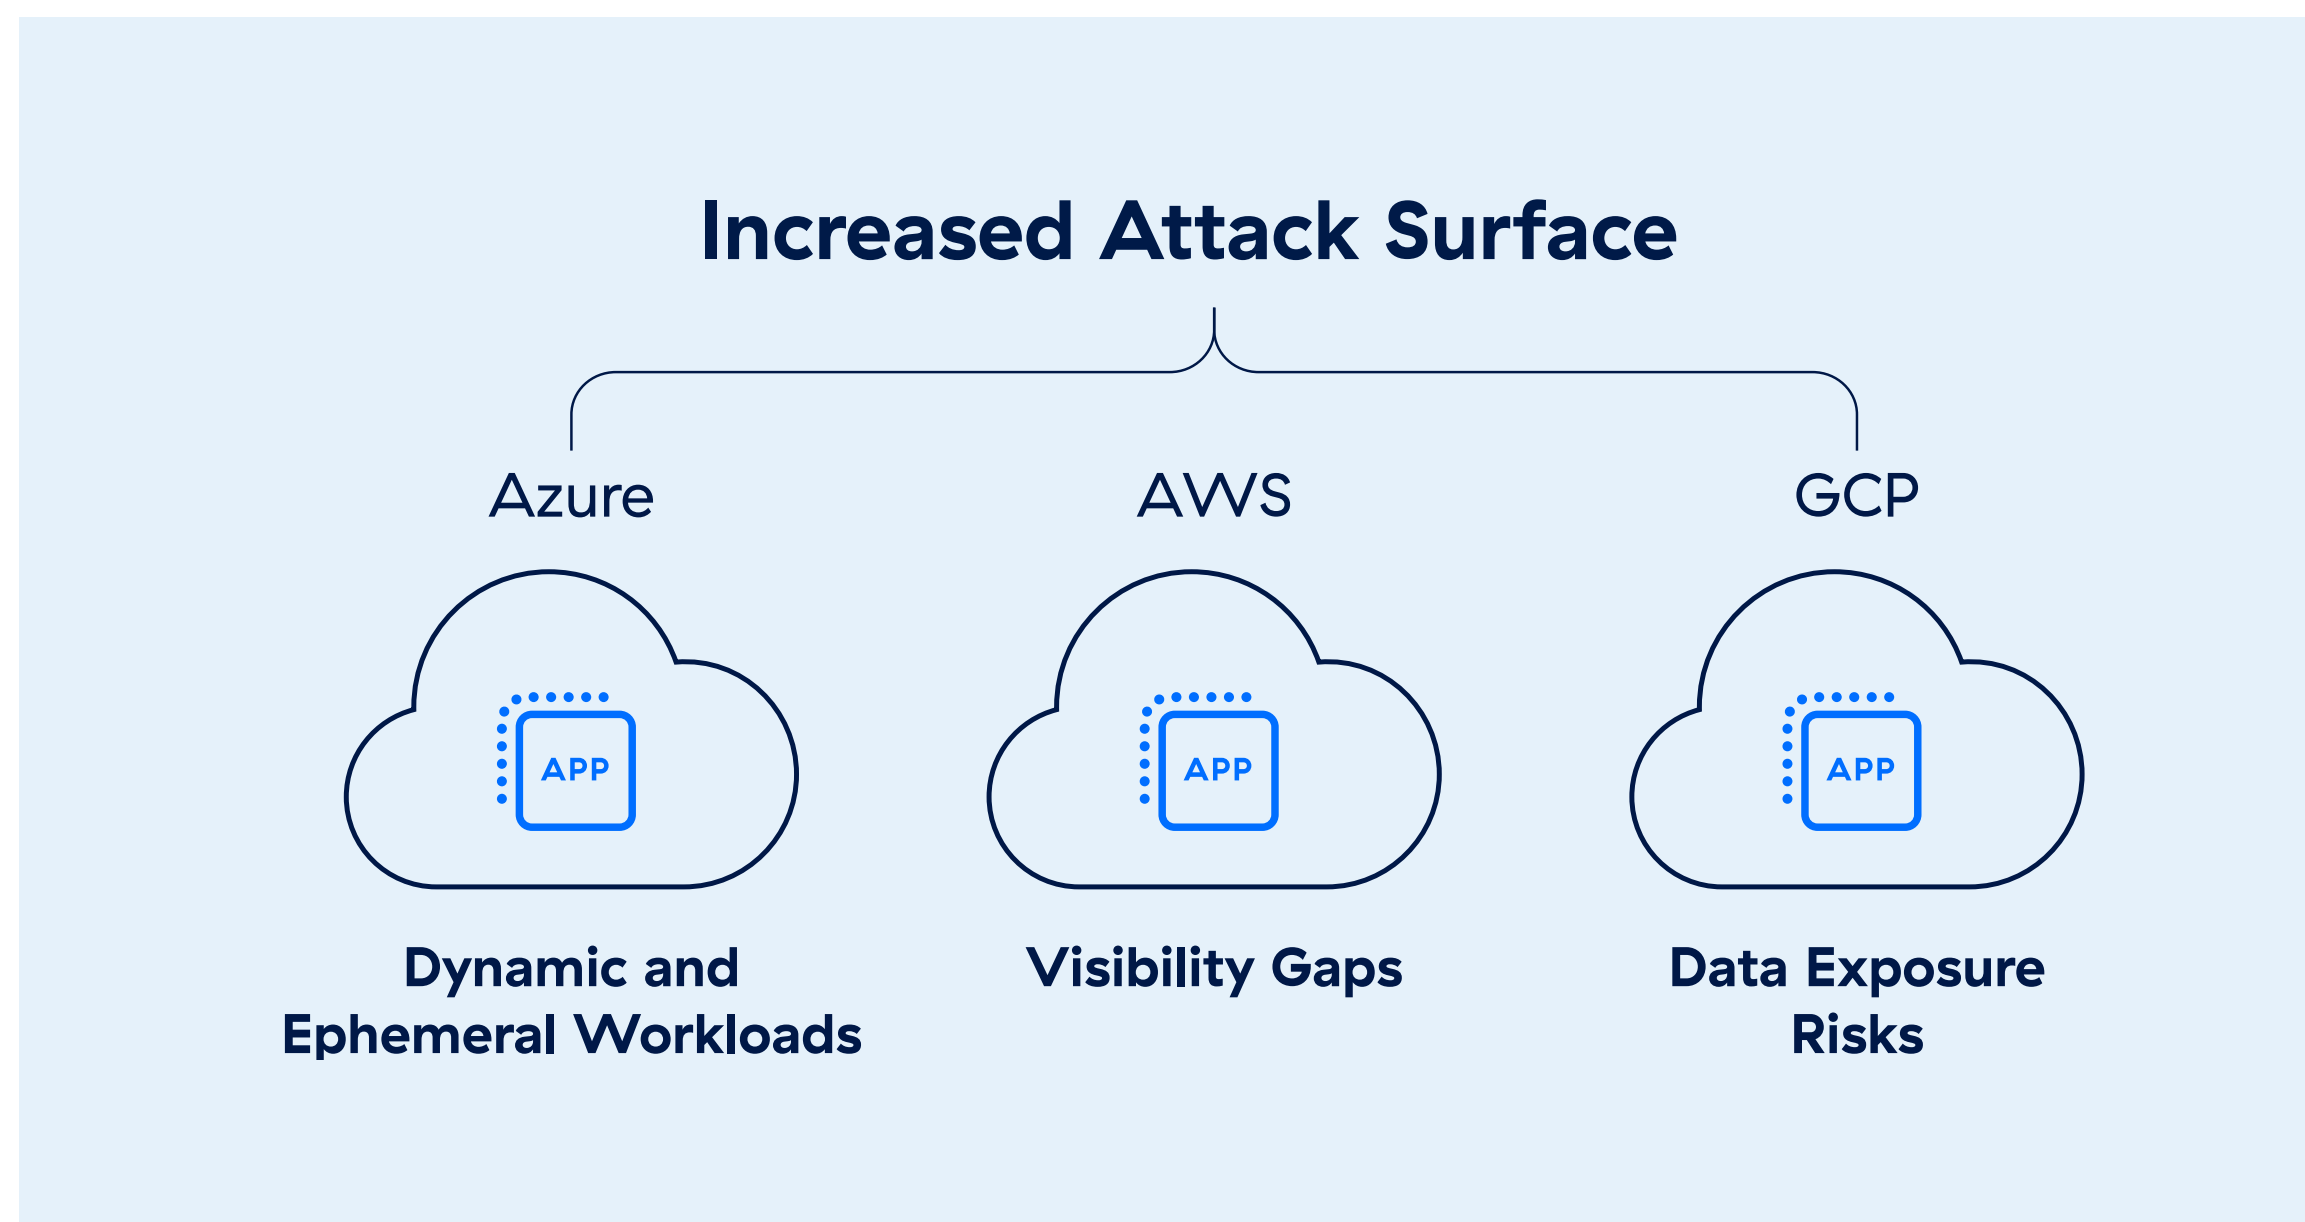 Increased Attack Surface
Azure
AWS
GCP
APP
APP
APP
Dynamic and
Ephemeral Workloads
Visibility Gaps
Data Exposure
Risks